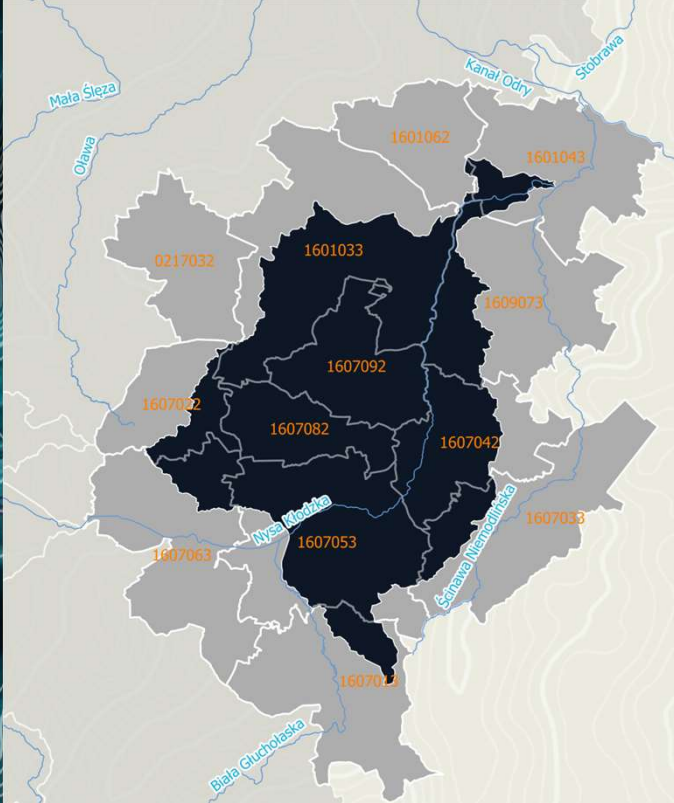 Stobrawa
Kanał Odry
Mała Ślęza
1601062
Oława
1601043
1601033
0217032
1609073
1607092
1607022
1607082
1607042
Nysa Kłodzka
1607033
1607053
1607063
Ścinawa Niemodlińska
1607013
Biała Głuchołaska